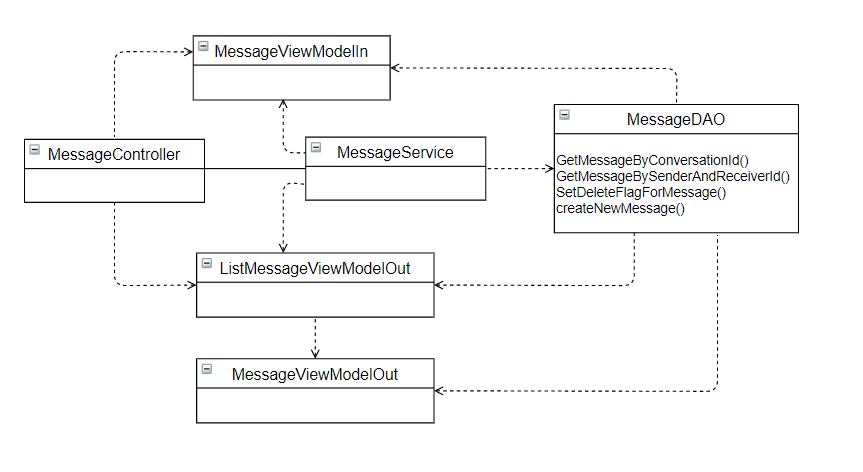 MessageViewModelIn
MessageDAO
GetMessageByConversationId()
GetMessageBySenderAndReceiverId()
SetDeleteFlagForMessage()
createNewMessage()
MessageController
MessageService
ListMessageViewModelOut
MessageViewModelOut